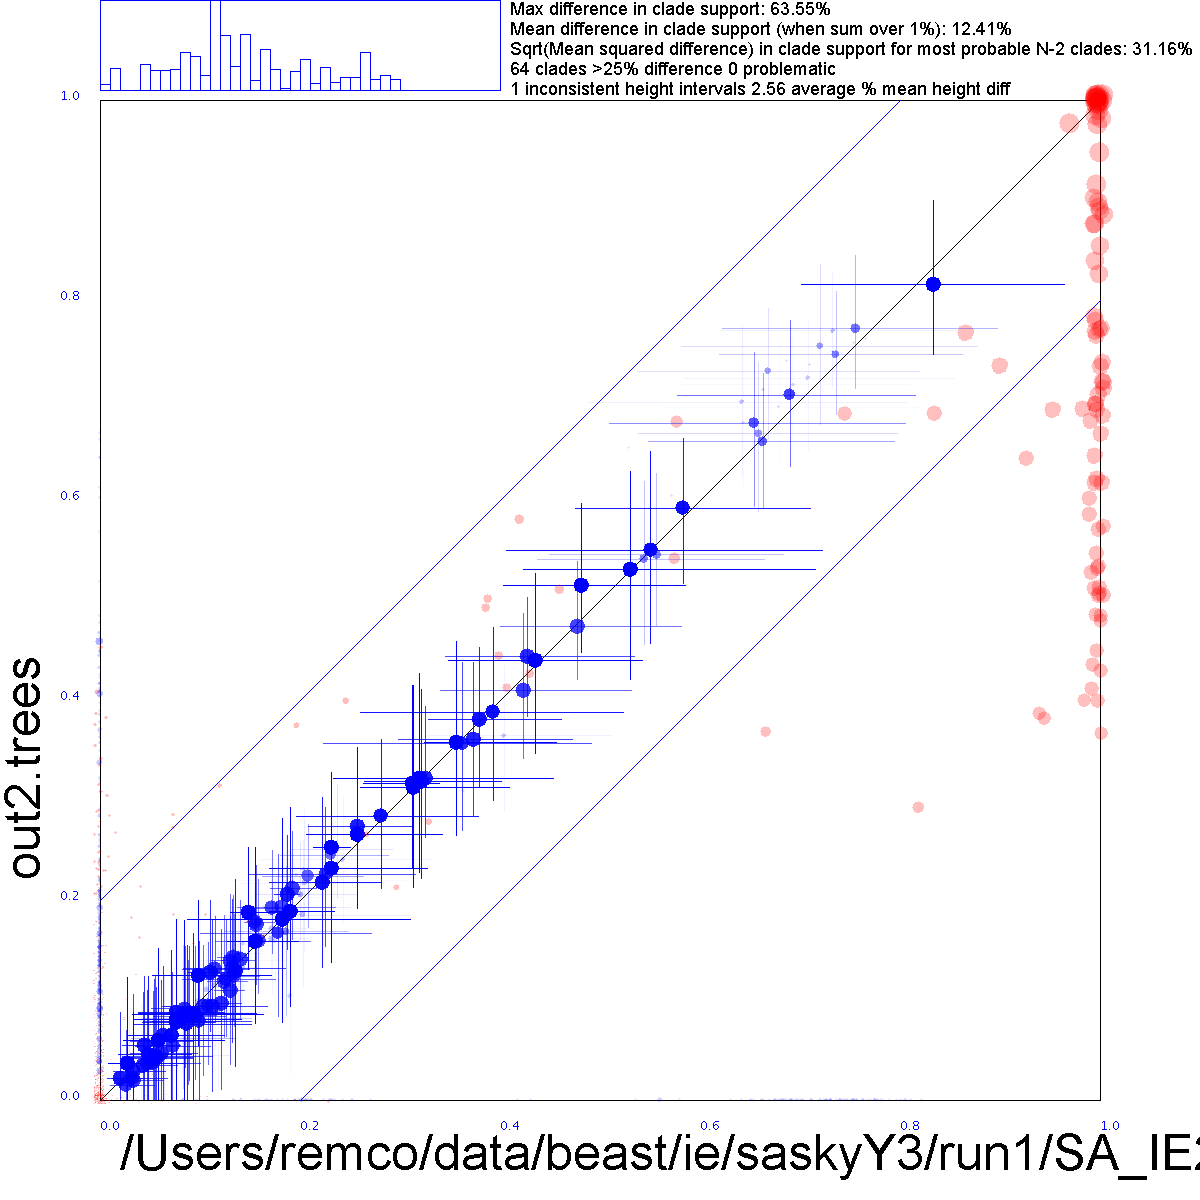 Max difference in clade support: 63.55%
Mean difference in clade support (when sum over 1%): 12.41%
Sqrt(Mean squared difference) in clade support for most probable N-2 clades: 31.16%
64 clades >25% difference 0 problematic
1 inconsistent height intervals 2.56 average % mean height diff
1.0
0.8
0.6
0.4
0.2
0.0
out2.trees
0.0 0.2 0.4 0.6 0.8 1.0
/Users/remco/data/beast/ie/saskyY3/run1/SA_IE2